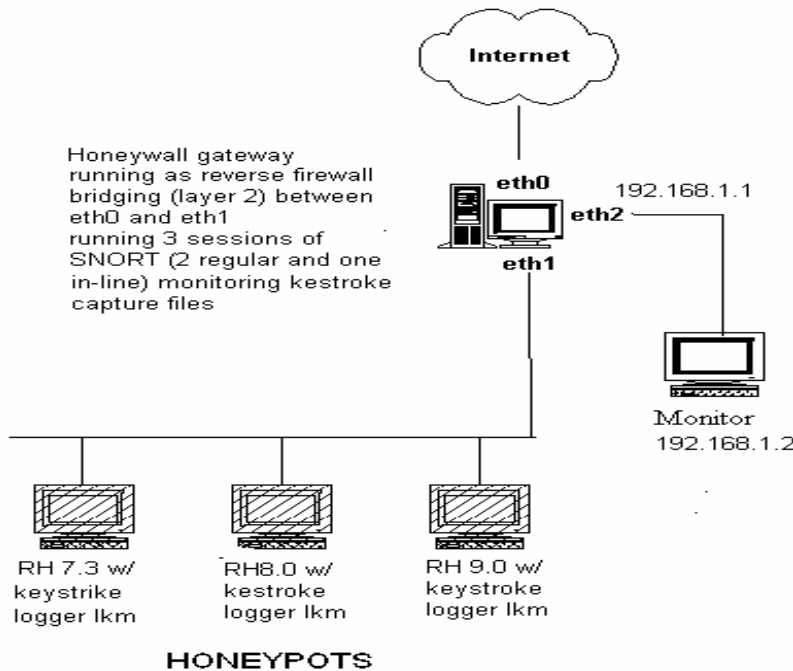 Internet
Honeywall gateway
running as reverse firewall
bridging (layer 2) between
eth0 and eth1
running 3 sessions of
SNORT (2 regular and one
in-line) monitoring kestroke
capture files
eth0
192.168.1.1
eth2
eth1
Monitor
192.168.1.2
RH 7.3 w/
keystrike
logger lkm
RH8.0 w/
kestroke
logger lkm
RH 9.0 w/
keystroke
logger lkm
HONEYPOTS